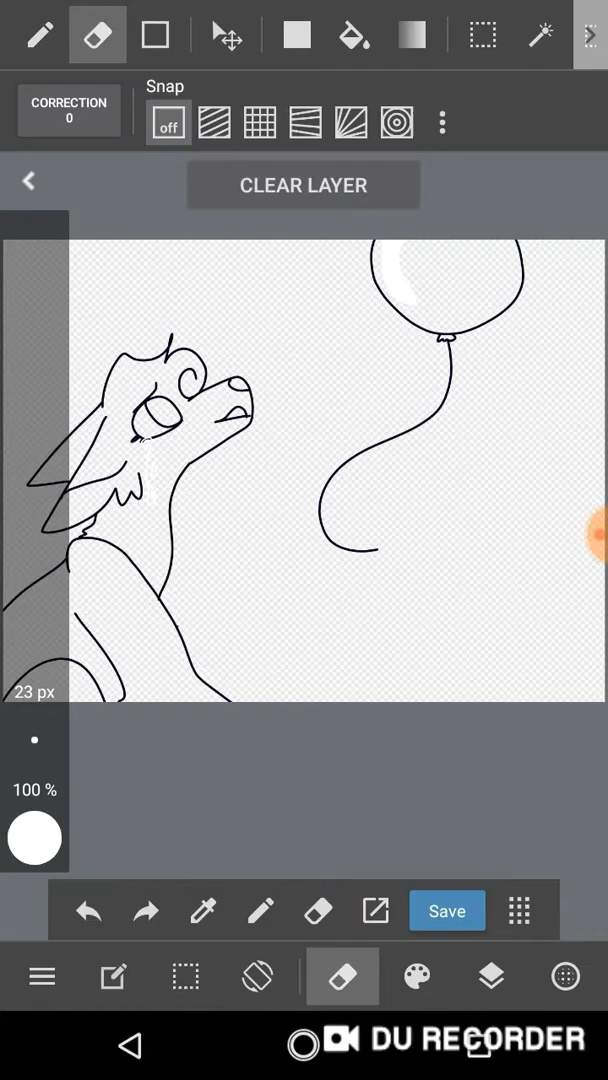 Snap
CORRECTION
0
off
CLEAR LAYER
23 px
100 %
Save
DU RECORDER